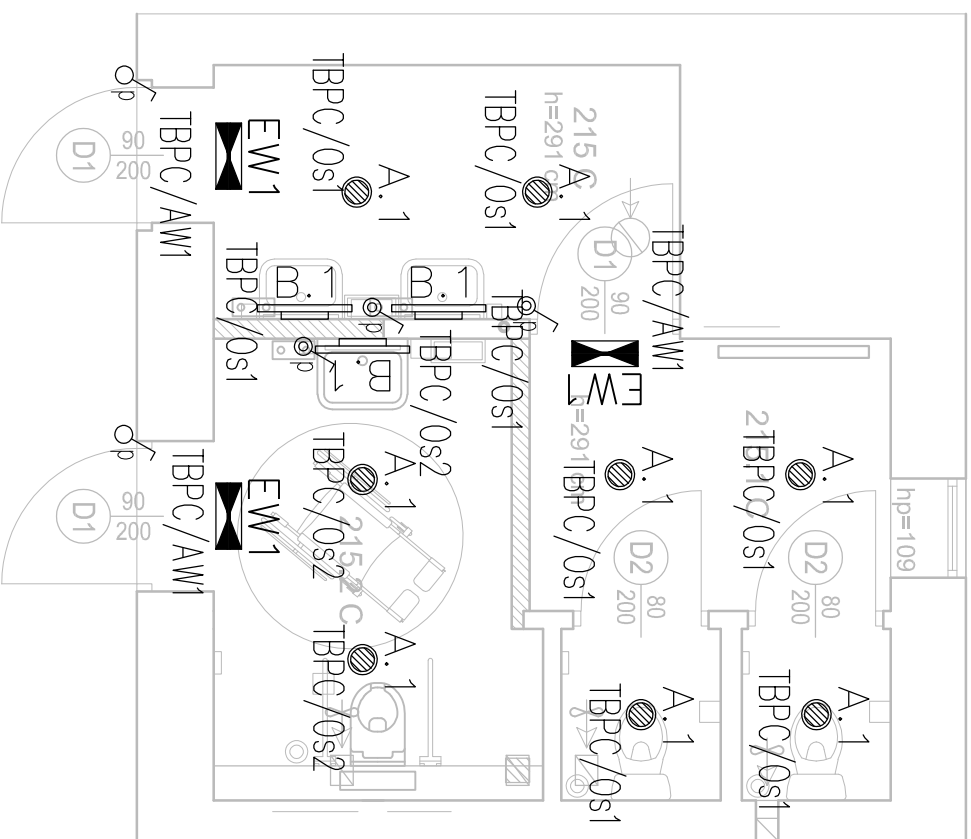 TBPC/Os1
TBPC/Os1
215 C
h=291 cm
A.1
A.1
p
90
200
D1
TBPC/AW1
EW1
D1
90
200
TBPC/AW1
TBPC/Os1
B.1
B.1
p
TBPC/Os1
p
EW1
p
B.1
TBPC/Os2
h=291 cm
p
90
200
D1
TBPC/AW1
EW1
TBPC/Os2
A.1
215
C
TBPC/Os1
A.1
TBPC/Os1
A.1
hp=109
D2
80
200
D2
80
200
TBPC/Os2
A.1
TBPC/Os1
A.1
TBPC/Os1
A.1